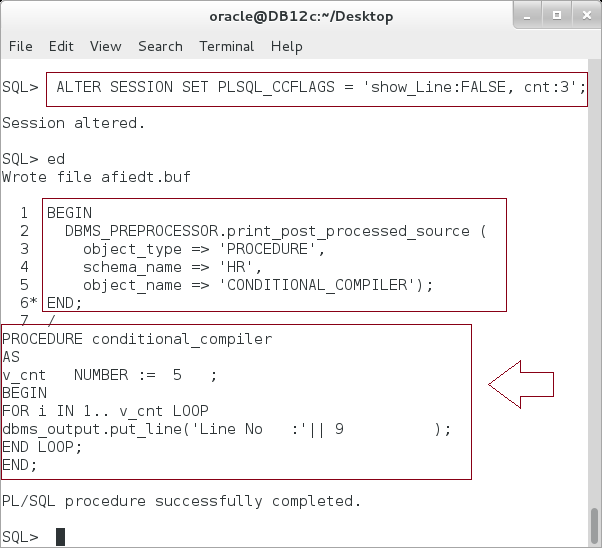 oracle@DB12c:~/Desktop
File Edit View Search Terminal Help
SQL> ALTER SESSION SET PLSQL_CCFLAGS = 'show_Line:FALSE, cnt:3';
Session altered.
SQL> ed
Wrote file afiedt.buf
1 BEGIN
2 DBMS_PREPROCESSOR.print_post_processed_source (
3 object_type => 'PROCEDURE',
4 schema_name => 'HR',
5 object_name => 'CONDITIONAL_COMPILER');
6* END;
7 /
PROCEDURE conditional_compiler
AS
v_cnt NUMBER := 5 ;
BEGIN
FOR i IN 1.. v_cnt LOOP
dbms_output.put_line('Line No :'|| 9 );
END LOOP;
END;
PL/SQL procedure successfully completed.
SQL>